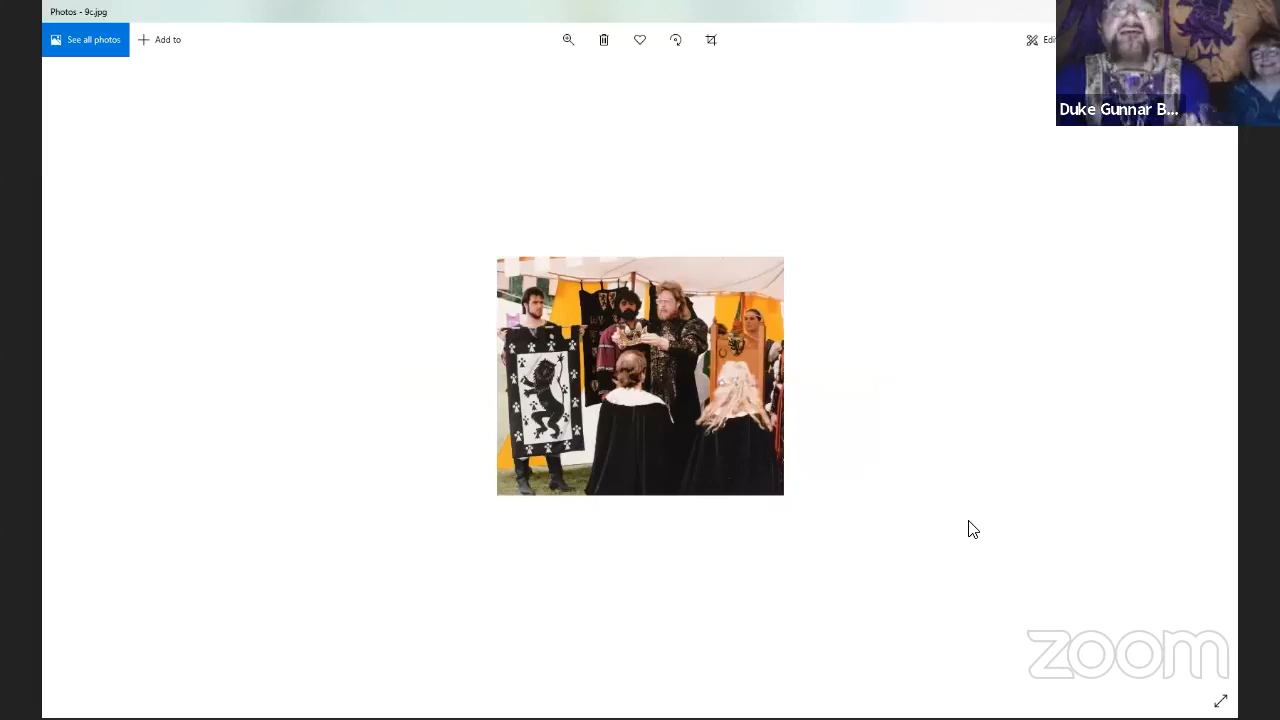 Photos - 9c.jpg
See all photos
Add to
Edi
Duke Gunnar B...
zoom